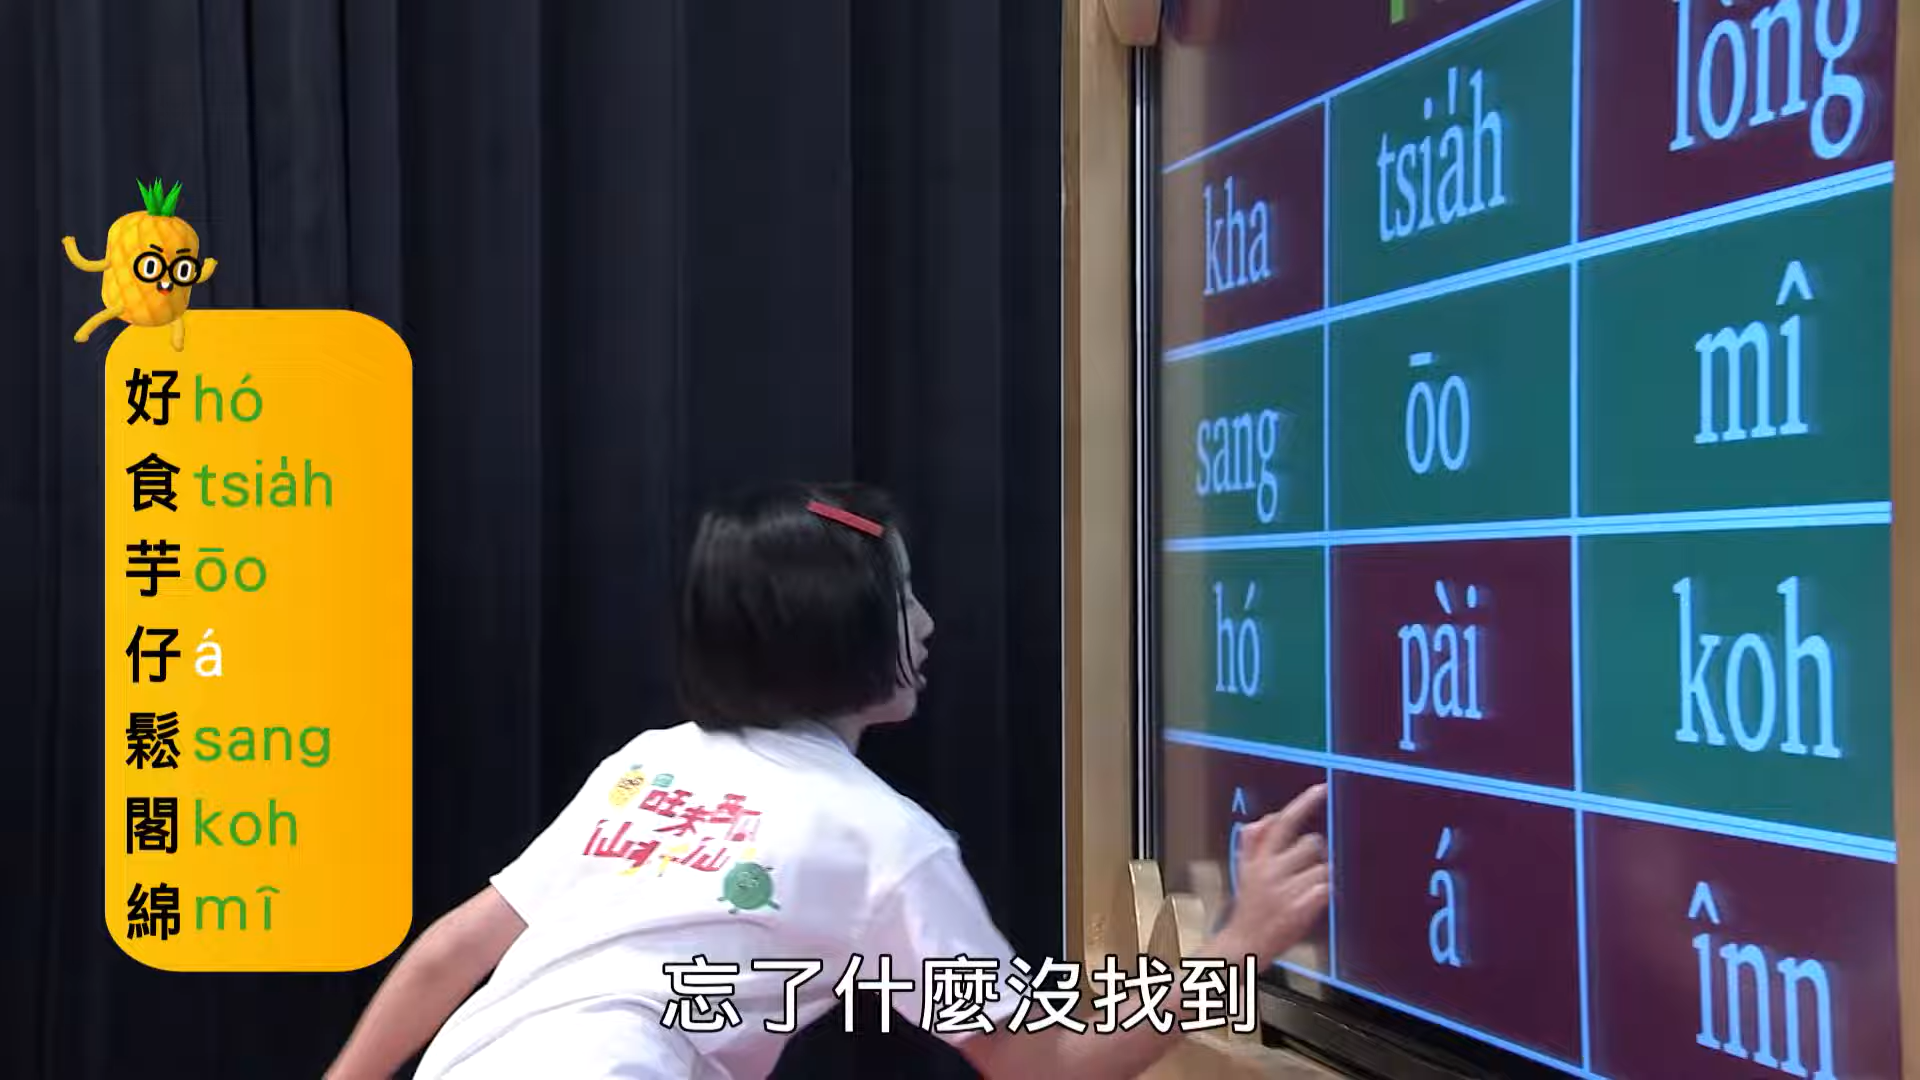 好 hó
食 tsia̍h
芋 ōo
仔 á
鬆 sang
閣 koh
綿 mî
kha tsia̍h lòng
sang ōo mî
hó pài koh
á înn
忘了什麼沒找到